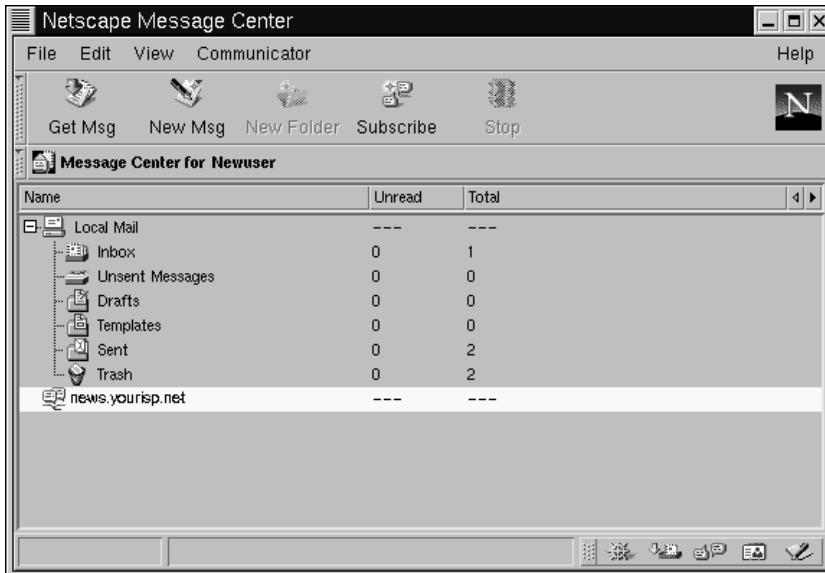 Netscape Message Center
File Edit View Communicator Help
Get Msg New Msg New Folder Subscribe Stop
N
Message Center for Newuser
Name Unread Total
Local Mail --- ---
Inbox 0 1
Unsent Messages 0 0
Drafts 0 0
Templates 0 0
Sent 0 2
Trash 0 2
news.yourisp.net --- ---